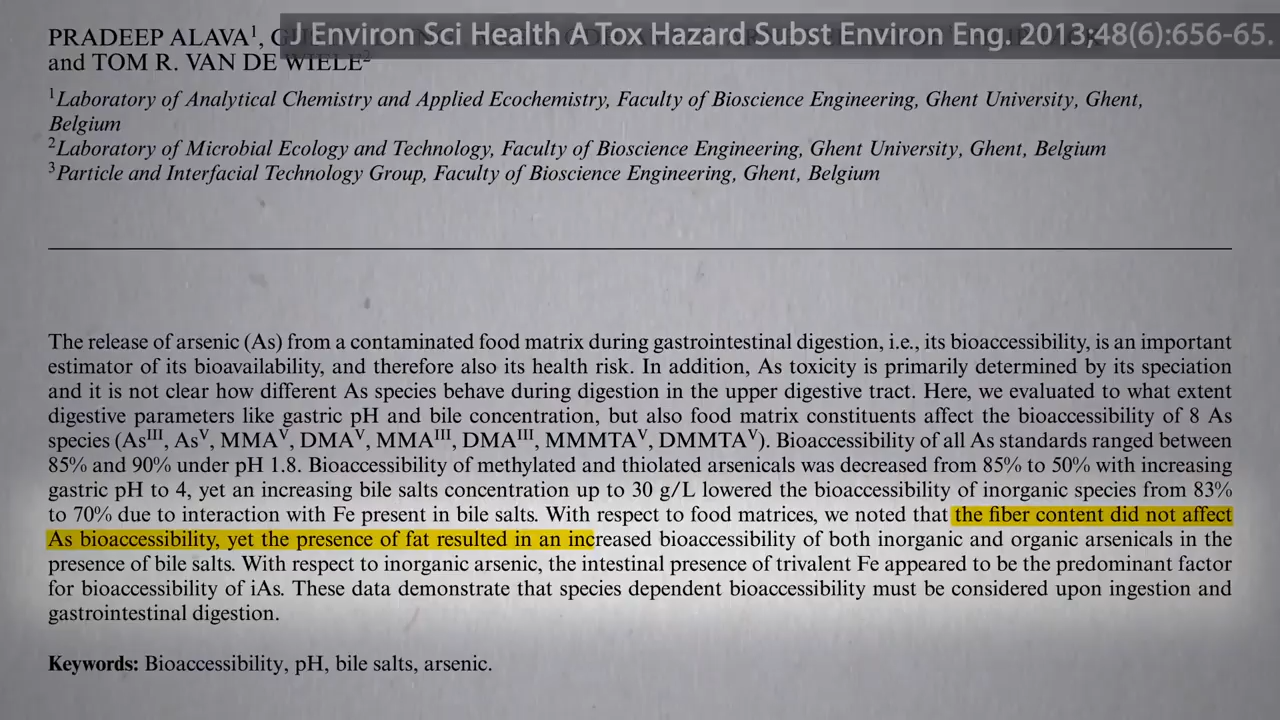 J Environ Sci Health A Tox Hazard Subst Environ Eng. 2013;48(6):656-65.
PRADEEP ALAVA¹,
and TOM R. VAN DE WIELE²
¹Laboratory of Analytical Chemistry and Applied Ecochemistry, Faculty of Bioscience Engineering, Ghent University, Ghent,
Belgium
²Laboratory of Microbial Ecology and Technology, Faculty of Bioscience Engineering, Ghent University, Ghent, Belgium
³Particle and Interfacial Technology Group, Faculty of Bioscience Engineering, Ghent, Belgium
The release of arsenic (As) from a contaminated food matrix during gastrointestinal digestion, i.e., its bioaccessibility, is an important
estimator of its bioavailability, and therefore also its health risk. In addition, As toxicity is primarily determined by its speciation
and it is not clear how different As species behave during digestion in the upper digestive tract. Here, we evaluated to what extent
digestive parameters like gastric pH and bile concentration, but also food matrix constituents affect the bioaccessibility of 8 As
species (Asᴵᴵᴵ, Asⱽ, MMAⱽ, DMAⱽ, MMAᴵᴵᴵ, DMAᴵᴵᴵ, MMMTAⱽ, DMMTAⱽ). Bioaccessibility of all As standards ranged between
85% and 90% under pH 1.8. Bioaccessibility of methylated and thiolated arsenicals was decreased from 85% to 50% with increasing
gastric pH to 4, yet an increasing bile salts concentration up to 30 g/L lowered the bioaccessibility of inorganic species from 83%
to 70% due to interaction with Fe present in bile salts. With respect to food matrices, we noted that the fiber content did not affect
As bioaccessibility, yet the presence of fat resulted in an increased bioaccessibility of both inorganic and organic arsenicals in the
presence of bile salts. With respect to inorganic arsenic, the intestinal presence of trivalent Fe appeared to be the predominant factor
for bioaccessibility of iAs. These data demonstrate that species dependent bioaccessibility must be considered upon ingestion and
gastrointestinal digestion.
Keywords: Bioaccessibility, pH, bile salts, arsenic.